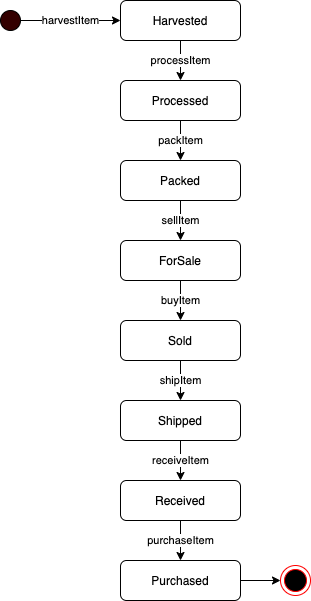 harvestItem
Harvested
processItem
Processed
packItem
Packed
sellItem
ForSale
buyItem
Sold
shipItem
Shipped
receiveItem
Received
purchaseItem
Purchased